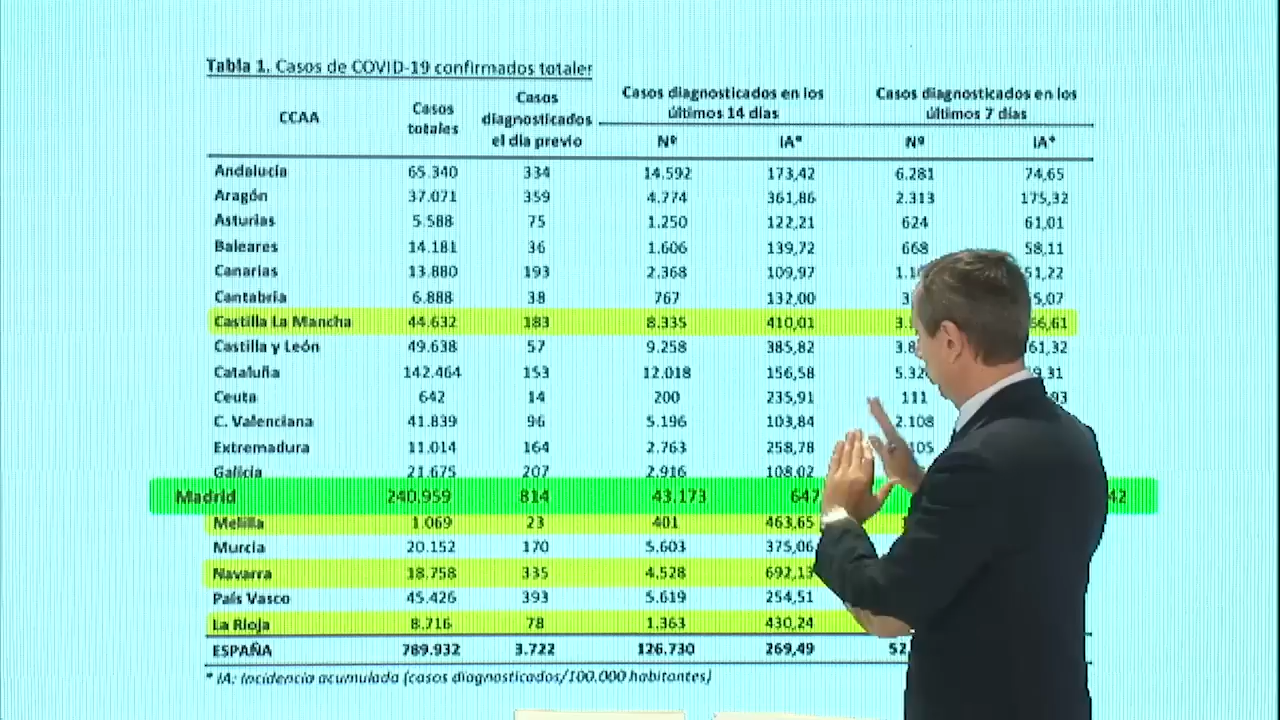 Tabla 1. Casos de COVID-19 confirmados totales
CCAA Casos totales Casos diagnosticados el día previo Casos diagnosticados en los últimos 14 días Casos diagnosticados en los últimos 7 días
Nº IA* Nº IA*
Andalucía 65.340 334 14.592 173,42 6.281 74,65
Aragón 37.071 359 4.774 361,86 2.313 175,32
Asturias 5.588 75 1.250 122,21 624 61,01
Baleares 14.181 36 1.606 139,72 668 58,11
Canarias 13.880 193 2.368 109,97
Cantabria 6.888 38 767 132,00
Castilla La Mancha 44.632 183 8.335 410,01
Castilla y León 49.638 57 9.258 385,82
Cataluña 142.464 153 12.018 156,58
Ceuta 642 14 200 235,91 111
C. Valenciana 41.839 96 5.196 103,84 2.108
Extremadura 11.014 164 2.763 258,78
Galicia 21.675 207 2.916 108,02
Madrid 240.959 814 43.173 647
Melilla 1.069 23 401 463,65
Murcia 20.152 170 5.603 375,06
Navarra 18.758 335 4.528 692,13
País Vasco 45.426 393 5.619 254,51
La Rioja 8.716 78 1.363 430,24
ESPAÑA 789.932 3.722 126.730 269,49
* IA: Incidencia acumulada (casos diagnosticados/100.000 habitantes)